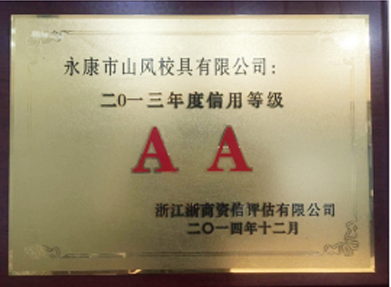 永康市山风校具有限公司：
二〇一三年度信用等级
A A
浙江浙商资信评估有限公司
二〇一四年十二月